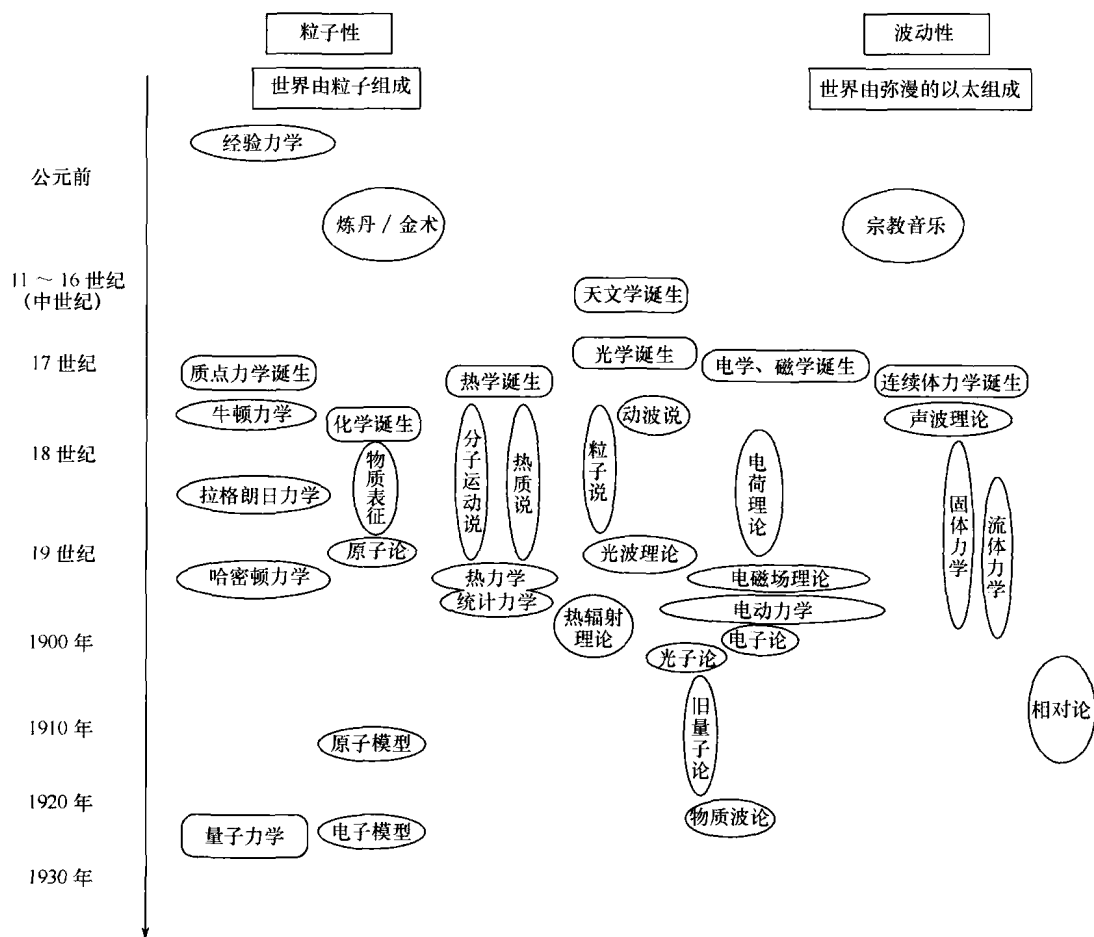 粒子性
波动性
世界由粒子组成
世界由弥漫的以太组成
经验力学
公元前
炼丹 / 金术
宗教音乐
11 ～ 16 世纪
(中世纪)
天文学诞生
17 世纪
光学诞生
电学、磁学诞生
质点力学诞生
热学诞生
连续体力学诞生
牛顿力学
化学诞生
动波说
声波理论
18 世纪
物质表征
分子运动说
热质说
粒子说
电荷理论
固体力学
流体力学
拉格朗日力学
19 世纪
原子论
光波理论
哈密顿力学
热力学
电磁场理论
统计力学
热辐射
理论
电动力学
1900 年
电子论
光子论
旧量子论
相对论
1910 年
原子模型
1920 年
物质波论
量子力学
电子模型
1930 年